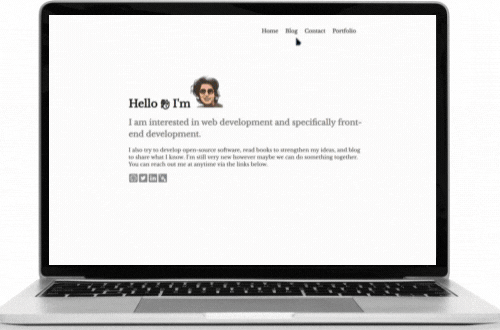 Home Blog Contact Portfolio
Hello I'm
I am interested in web development and specifically front-
end development.
I also try to develop open-source software, read books to strengthen my ideas, and blog
to share what I know. I'm still very new however maybe we can do something together.
You can reach out me at anytime via the links below.